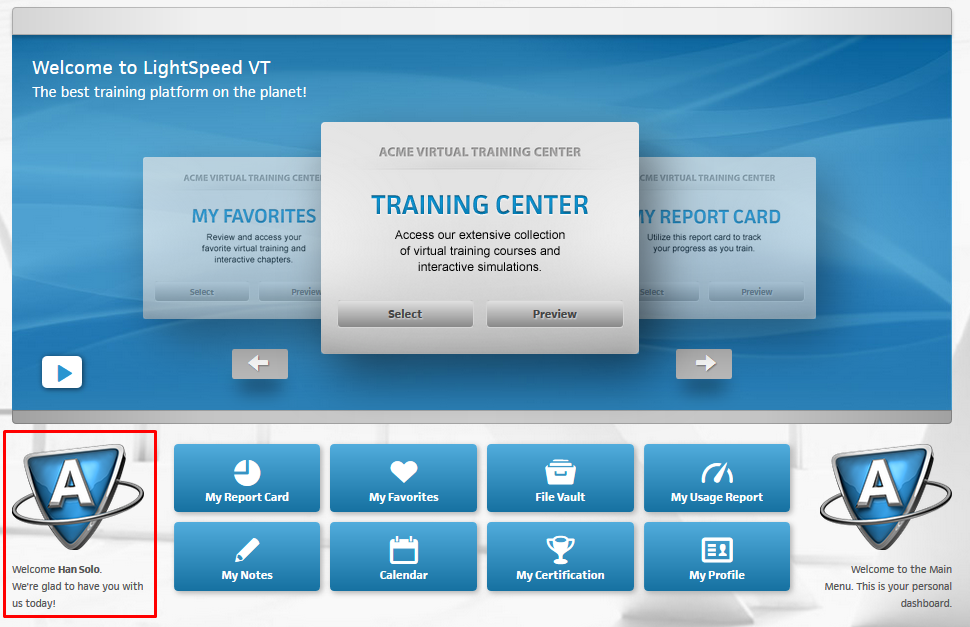 Welcome to LightSpeed VT
The best training platform on the planet!
ACME VIRTUAL TRAINING CENTE
MY FAVORITES
Review and access your
favorite virtual training and
interactive chapters.
Select
Preview
ACME VIRTUAL TRAINING CENTER
TRAINING CENTER
Access our extensive collection
of virtual training courses and
interactive simulations.
Select
Preview
CME VIRTUAL TRAINING CENTER
MY REPORT CARD
Utilize this report card to track
your progress as you train.
Select
Preview
A
Welcome Han Solo.
We're glad to have you with
us today!
My Report Card
My Favorites
File Vault
My Usage Report
My Notes
Calendar
My Certification
My Profile
A
Welcome to the Main
Menu. This is your personal
dashboard.